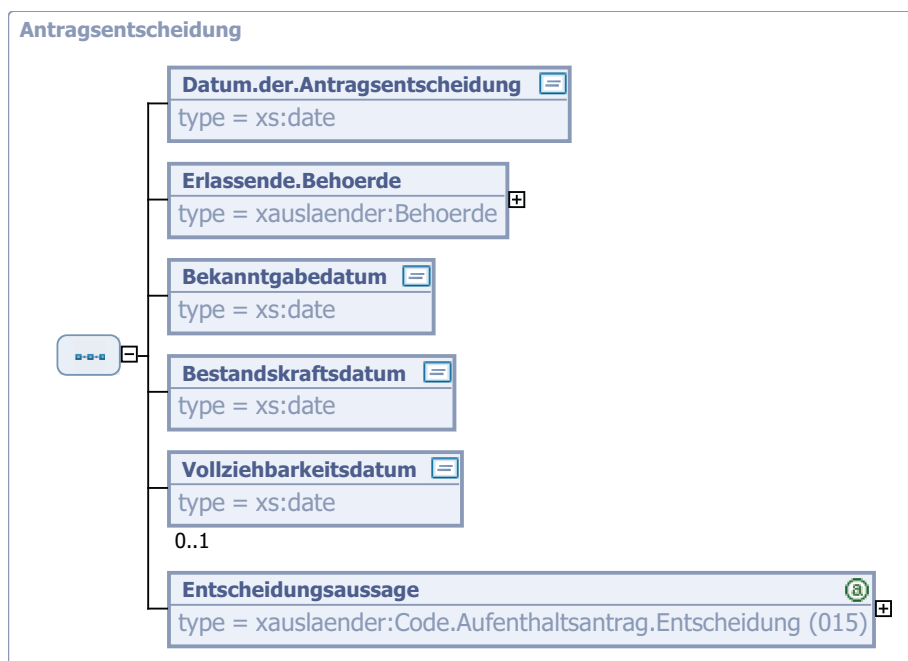 Antragsentscheidung
Datum.der.Antragsentscheidung
type = xs:date
Erlassende.Behoerde
type = xauslaender:Behoerde
Bekanntgabedatum
type = xs:date
Bestandskraftsdatum
type = xs:date
Vollziehbarkeitsdatum
type = xs:date
0..1
Entscheidungsaussage
type = xauslaender:Code.Aufenthaltsantrag.Entscheidung (015)